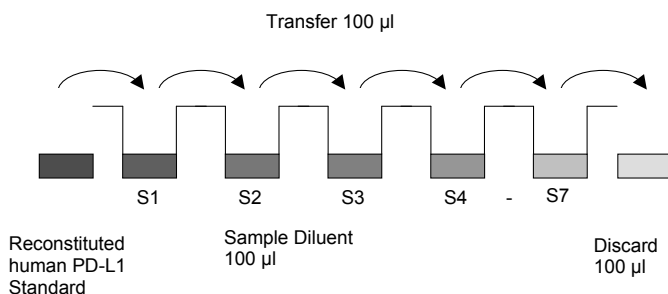 Transfer 100 µl
S1 S2 S3 S4 - S7
Reconstituted
human PD-L1
Standard
Sample Diluent
100 µl
Discard
100 µl